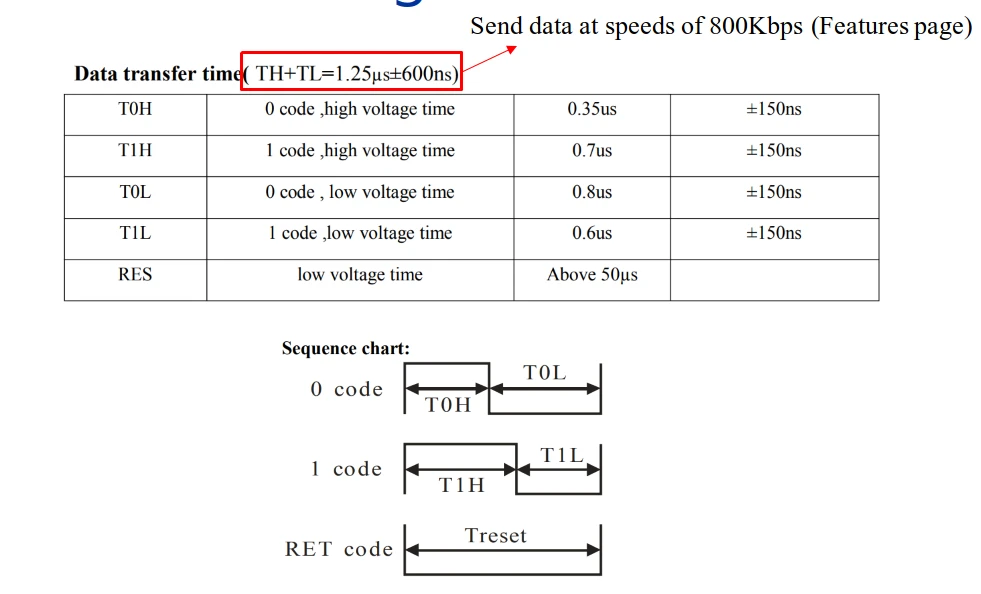 Send data at speeds of 800Kbps (Features page)
Data transfer time( TH+TL=1.25μs±600ns)
T0H 0 code ,high voltage time 0.35us ±150ns
T1H 1 code ,high voltage time 0.7us ±150ns
T0L 0 code , low voltage time 0.8us ±150ns
T1L 1 code ,low voltage time 0.6us ±150ns
RES low voltage time Above 50μs
Sequence chart:
0 code T0H T0L
1 code T1H T1L
RET code Treset